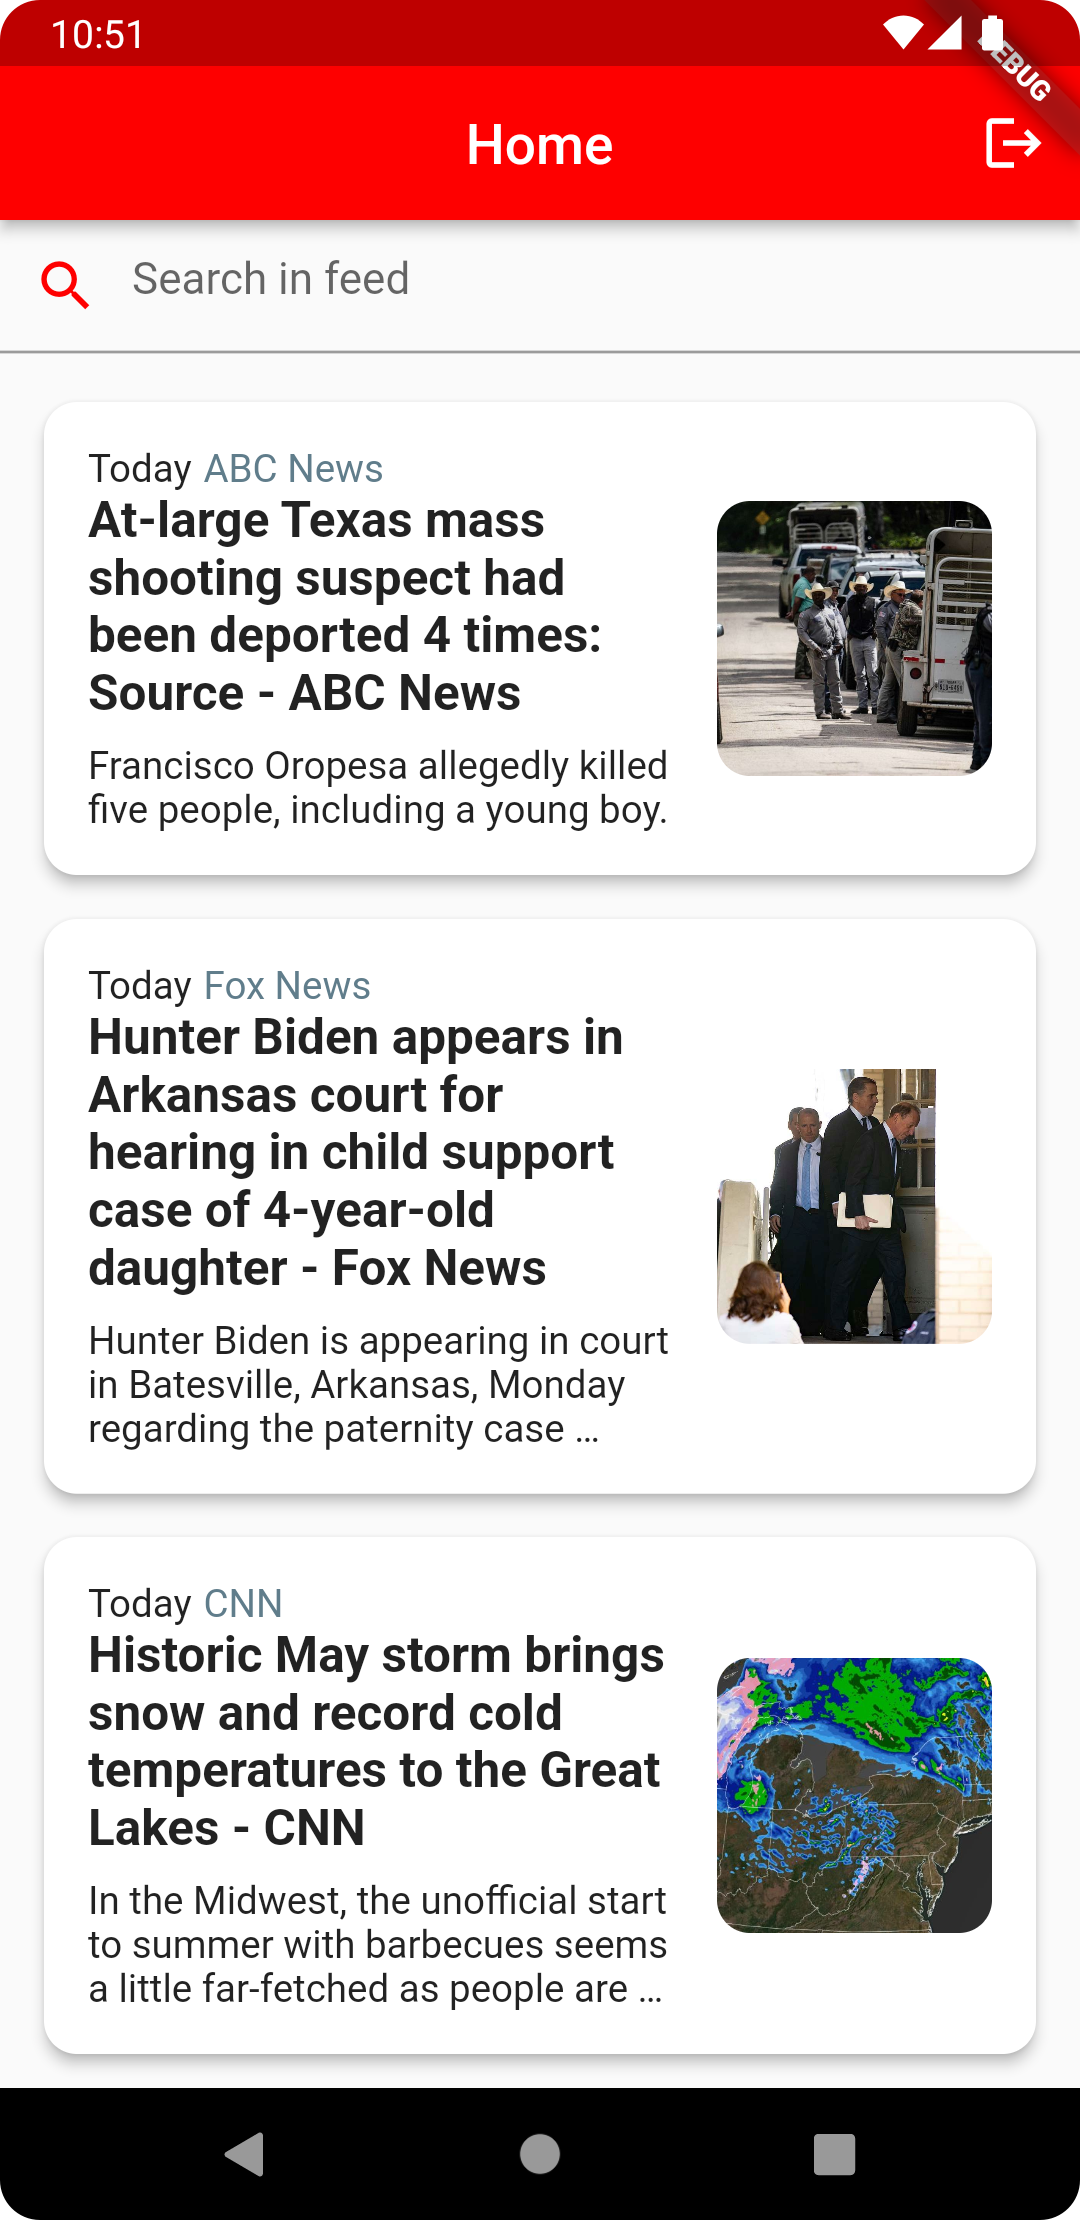 10:51
DEBUG
Home
Search in feed
Today ABC News
At-large Texas mass
shooting suspect had
been deported 4 times:
Source - ABC News
Francisco Oropesa allegedly killed
five people, including a young boy.
Today Fox News
Hunter Biden appears in
Arkansas court for
hearing in child support
case of 4-year-old
daughter - Fox News
Hunter Biden is appearing in court
in Batesville, Arkansas, Monday
regarding the paternity case …
Today CNN
Historic May storm brings
snow and record cold
temperatures to the Great
Lakes - CNN
In the Midwest, the unofficial start
to summer with barbecues seems
a little far-fetched as people are …